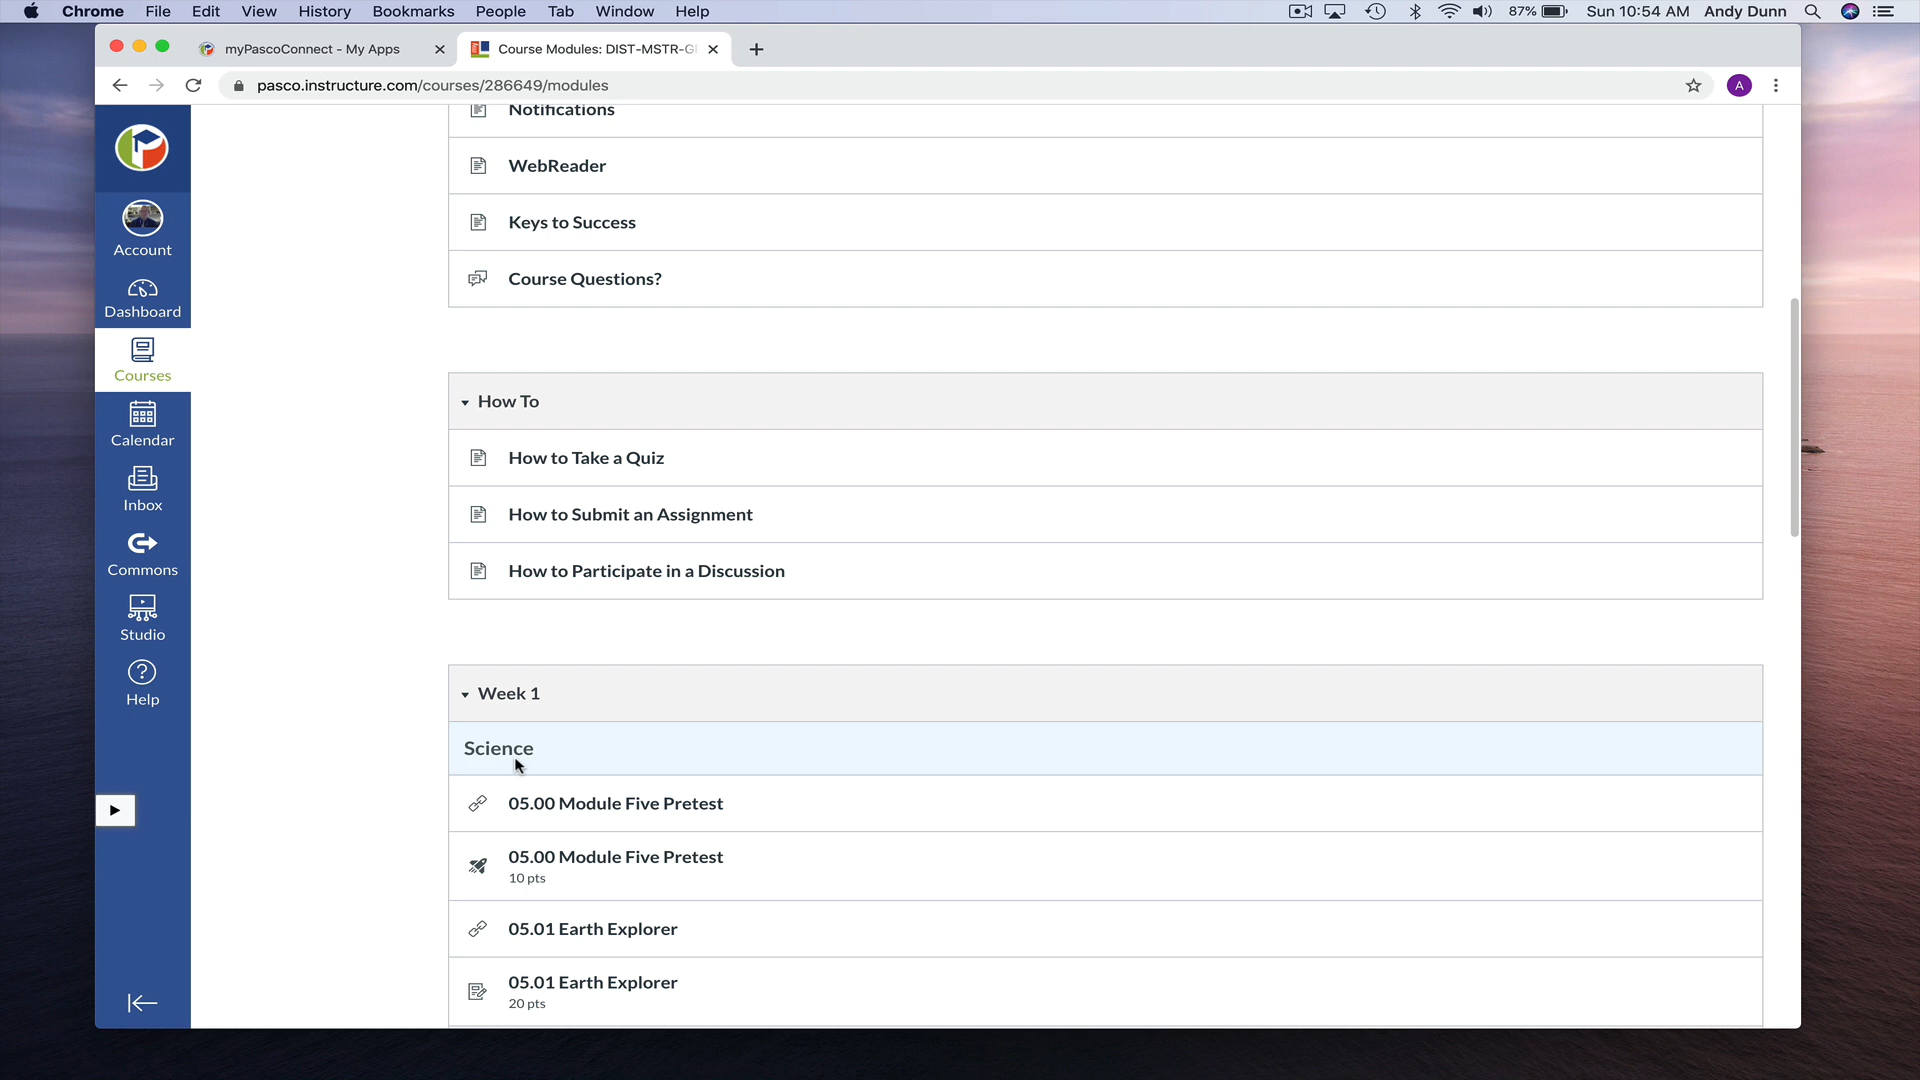 Chrome File Edit View History Bookmarks People Tab Window Help 87% Sun 10:54 AM Andy Dunn
myPascoConnect - My Apps Course Modules: DIST-MSTR-G
pasco.instructure.com/courses/286649/modules A
Account
Dashboard
Courses
Calendar
Inbox
Commons
Studio
Help
Notifications
WebReader
Keys to Success
Course Questions?
How To
How to Take a Quiz
How to Submit an Assignment
How to Participate in a Discussion
Week 1
Science
05.00 Module Five Pretest
05.00 Module Five Pretest
10 pts
05.01 Earth Explorer
05.01 Earth Explorer
20 pts